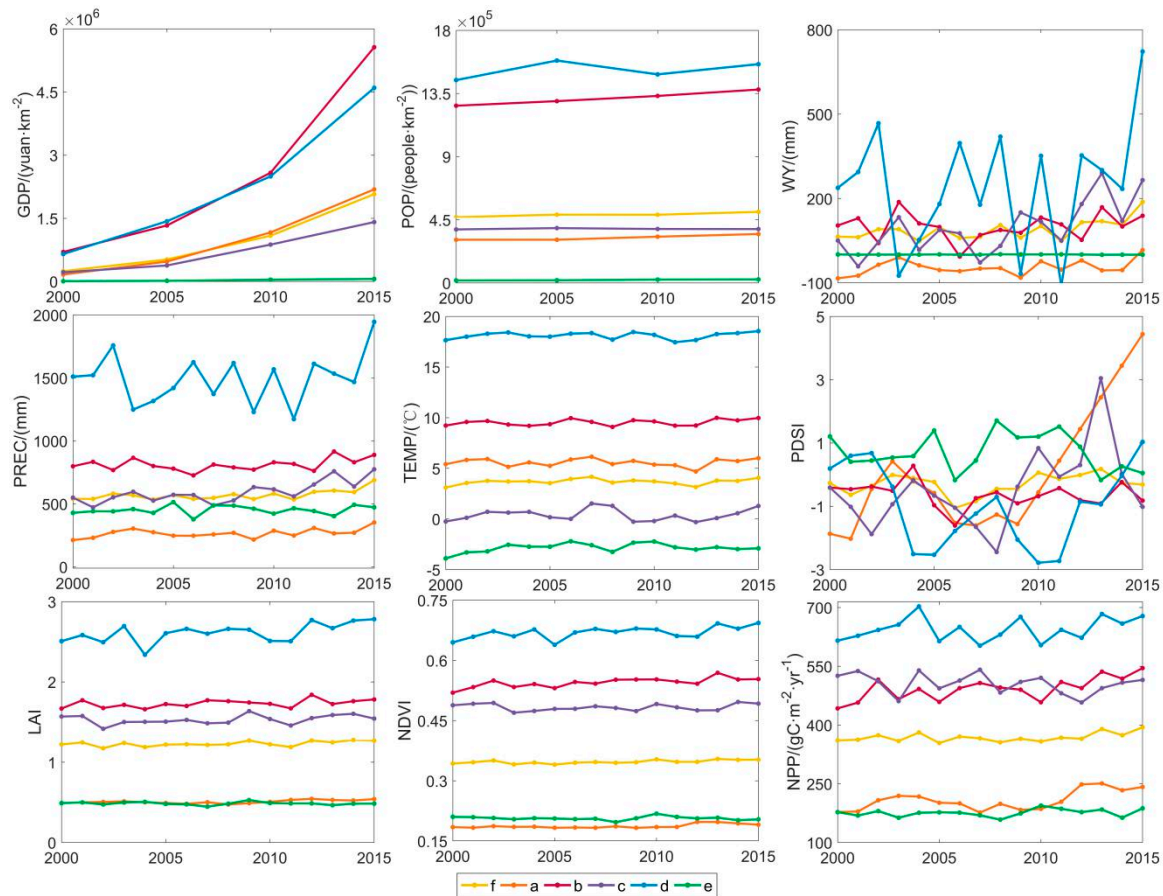 ×10⁶
6
4.5
3
1.5
0
GDP/(yuan·km⁻²)
2000 2005 2010 2015
×10⁵
18
13.5
9
4.5
0
POP/(people·km⁻²))
2000 2005 2010 2015
800
500
200
-100
WY/(mm)
2000 2005 2010 2015
2000
1500
1000
500
0
PREC/(mm)
2000 2005 2010 2015
20
15
10
5
0
-5
TEMP/(℃)
2000 2005 2010 2015
5
3
1
-1
-3
PDSI
2000 2005 2010 2015
3
2
1
0
LAI
2000 2005 2010 2015
0.75
0.6
0.45
0.3
0.15
NDVI
2000 2005 2010 2015
700
550
400
250
100
NPP/(gC·m⁻²·yr⁻¹)
2000 2005 2010 2015
f a b c d e